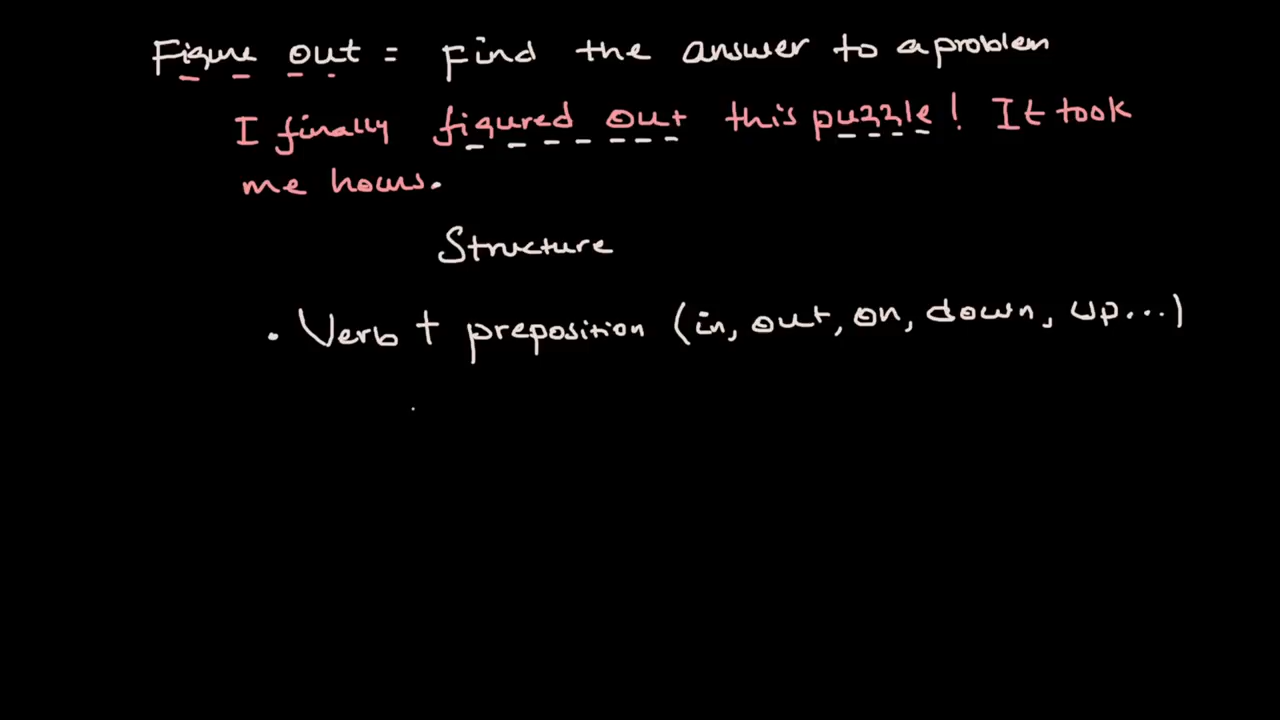 Figure out = Find the answer to a problem
I finally figured out this puzzle! It took
me hours.
Structure
. Verb + preposition (in, out, on, down, up...)